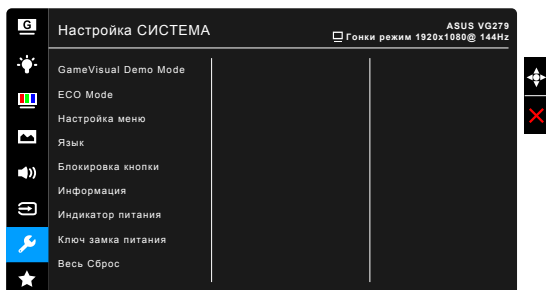 G
Настройка СИСТЕМА
ASUS VG279
Гонки режим 1920x1080@ 144Hz
GameVisual Demo Mode
ECO Mode
Настройка меню
Язык
Блокировка кнопки
Информация
Индикатор питания
Ключ замка питания
Весь Сброс